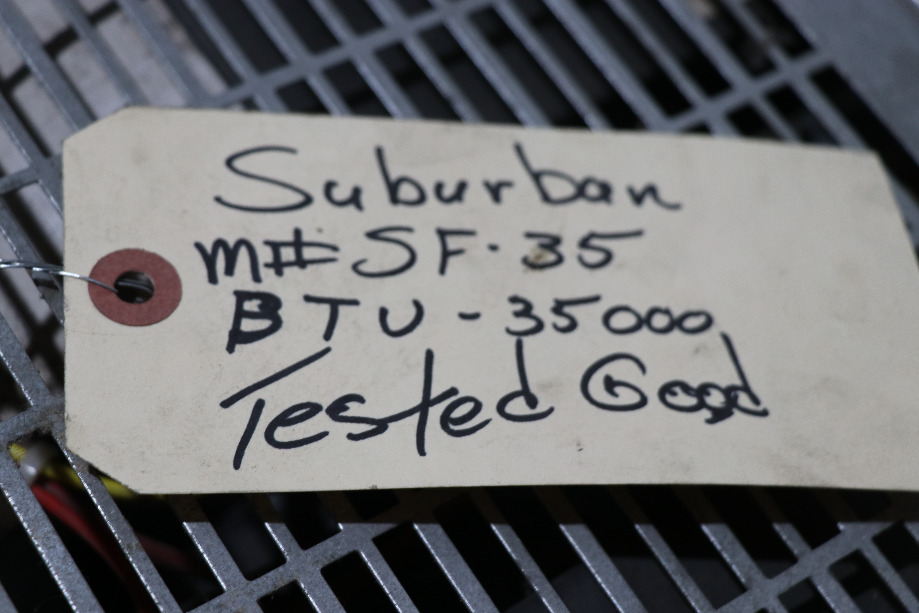 Suburban
M# SF-35
BTU - 35000
Tested Good